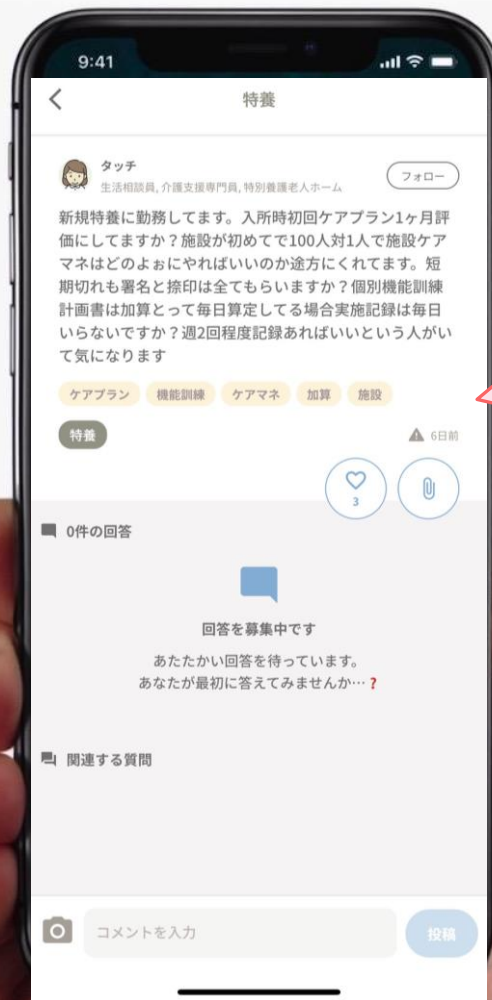 9:41
特養
タッチ
生活相談員, 介護支援専門員, 特別養護老人ホーム
フォロー
新規特養に勤務してます。入所時初回ケアプラン1ヶ月評
価にしてますか？施設が初めてで100人対1人で施設ケア
マネはどのよぉにやればいいのか途方にくれてます。短
期切れも署名と捺印は全てもらいますか？個別機能訓練
計画書は加算とって毎日算定してる場合実施記録は毎日
いらないですか？週2回程度記録あればいいという人がい
て気になります
ケアプラン 機能訓練 ケアマネ 加算 施設
特養
6日前
3
0件の回答
回答を募集中です
あたたかい回答を待っています。
あなたが最初に答えてみませんか…？
関連する質問
コメントを入力
投稿